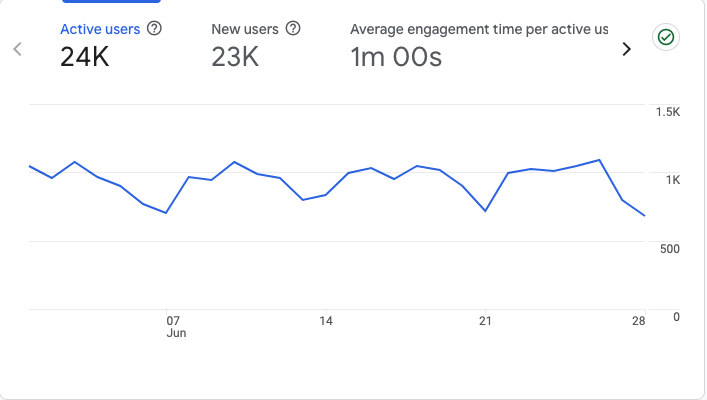 Active users
New users
Average engagement time per active us
24K
23K
1m 00s
1.5K
1K
500
0
07
Jun
14
21
28